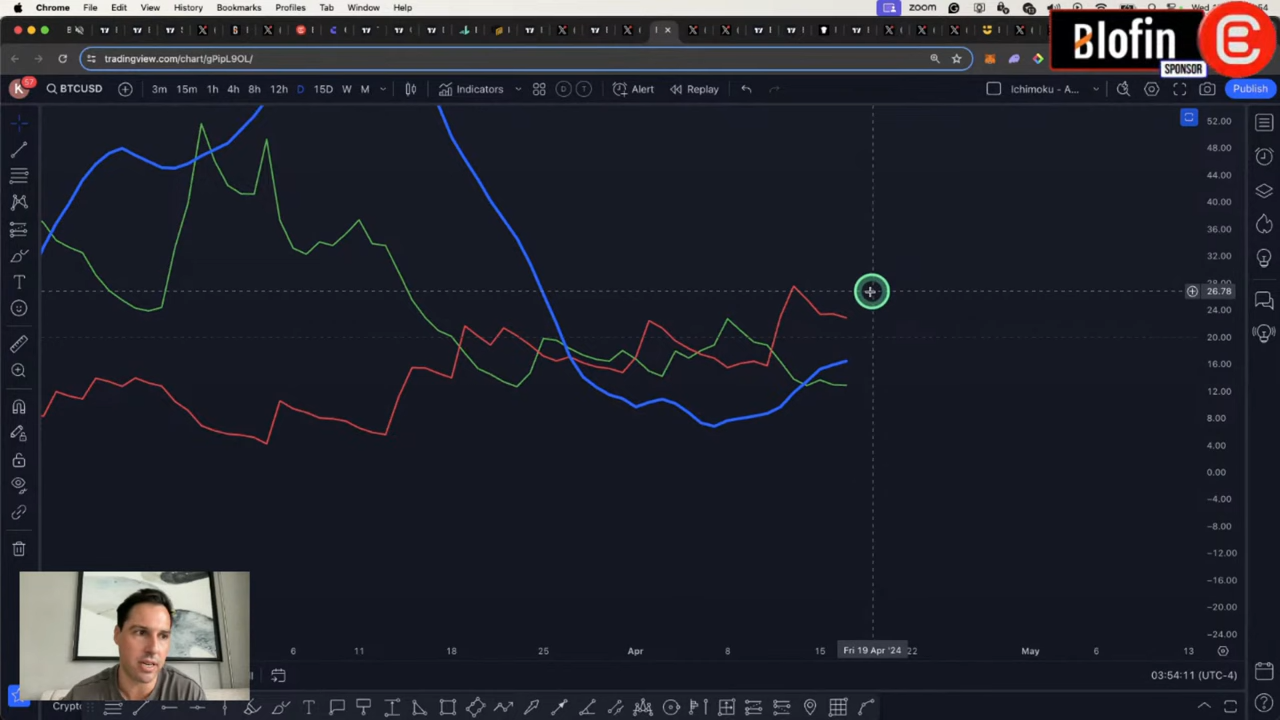 Chrome File Edit View History Bookmarks Profiles Tab Window Help zoom
Blofin
SPONSOR
tradingview.com/chart/gPipL9OL/
K 57 BTCUSD 3m 15m 1h 4h 8h 12h D 15D W M Indicators Alert Replay Ichimoku - A... Publish
52.00
48.00
44.00
40.00
36.00
32.00
26.78
24.00
20.00
16.00
12.00
8.00
4.00
0.00
-4.00
-8.00
-12.00
-16.00
-20.00
-24.00
6 18 25 Apr 8 15 Fri 19 Apr '24 22 May 6 13
03:54:11 (UTC-4)